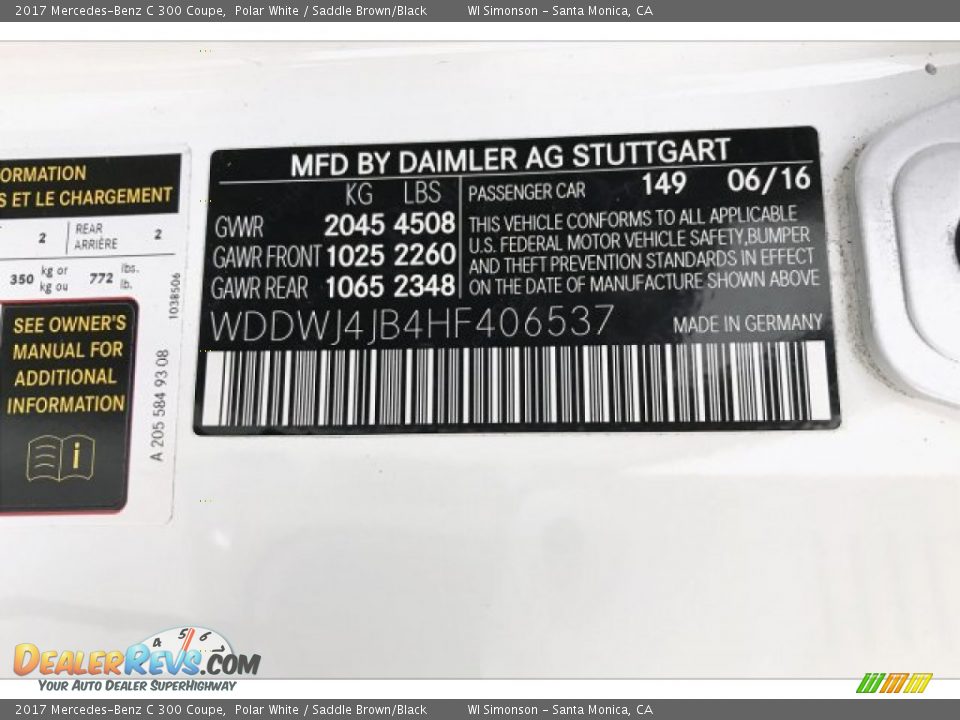 2017 Mercedes-Benz C 300 Coupe,  Polar White / Saddle Brown/Black        WI Simonson - Santa Monica, CA
ORMATION
S ET LE CHARGEMENT
2 REAR ARRIÈRE 2
350 kg or kg ou 772 lbs. lb.
1038506
SEE OWNER'S
MANUAL FOR
ADDITIONAL
INFORMATION
i
A 205 584 93 08
MFD BY DAIMLER AG STUTTGART
KG LBS
GWR 2045 4508
GAWR FRONT 1025 2260
GAWR REAR 1065 2348
PASSENGER CAR 149 06/16
THIS VEHICLE CONFORMS TO ALL APPLICABLE
U.S. FEDERAL MOTOR VEHICLE SAFETY,BUMPER
AND THEFT PREVENTION STANDARDS IN EFFECT
ON THE DATE OF MANUFACTURE SHOWN ABOVE
WDDWJ4JB4HF406537 MADE IN GERMANY
4 5 6 7
DEALERREVS.COM
YOUR AUTO DEALER SUPERHIGHWAY
2017 Mercedes-Benz C 300 Coupe,  Polar White / Saddle Brown/Black        WI Simonson - Santa Monica, CA